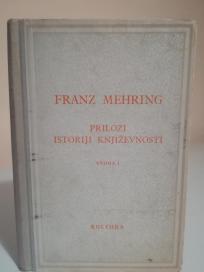 FRANZ MEHRING
PRILOZI
ISTORIJI KNJIŽEVNOSTI
KNJIGA I
KULTURA